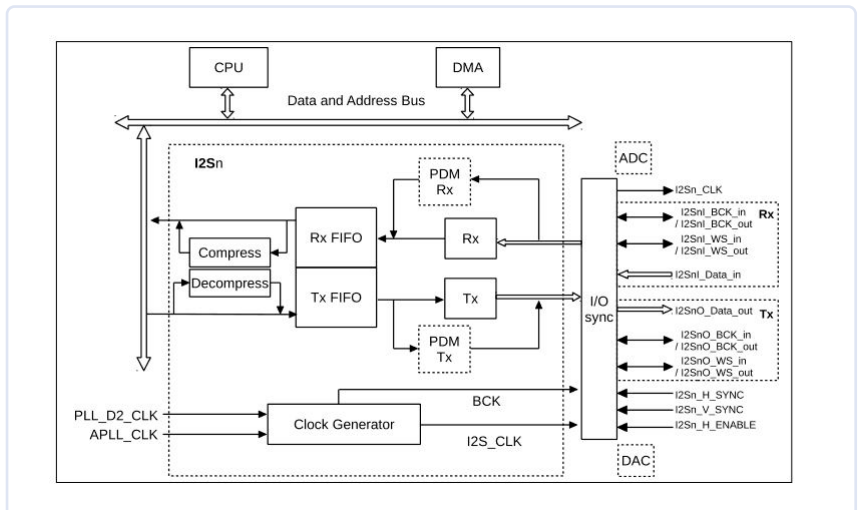 CPU
DMA
Data and Address Bus
I2Sn
ADC
PDM
Rx
I2Sn_CLK
I2SnI_BCK_in
/ I2SnI_BCK_out
Rx
Rx FIFO
Rx
I2SnI_WS_in
/ I2SnI_WS_out
Compress
I2SnI_Data_in
Decompress
Tx FIFO
Tx
I/O
sync
I2SnO_Data_out
Tx
PDM
Tx
I2SnO_BCK_in
/ I2SnO_BCK_out
I2SnO_WS_in
/ I2SnO_WS_out
BCK
I2Sn_H_SYNC
PLL_D2_CLK
I2Sn_V_SYNC
Clock Generator
I2Sn_H_ENABLE
APLL_CLK
I2S_CLK
DAC